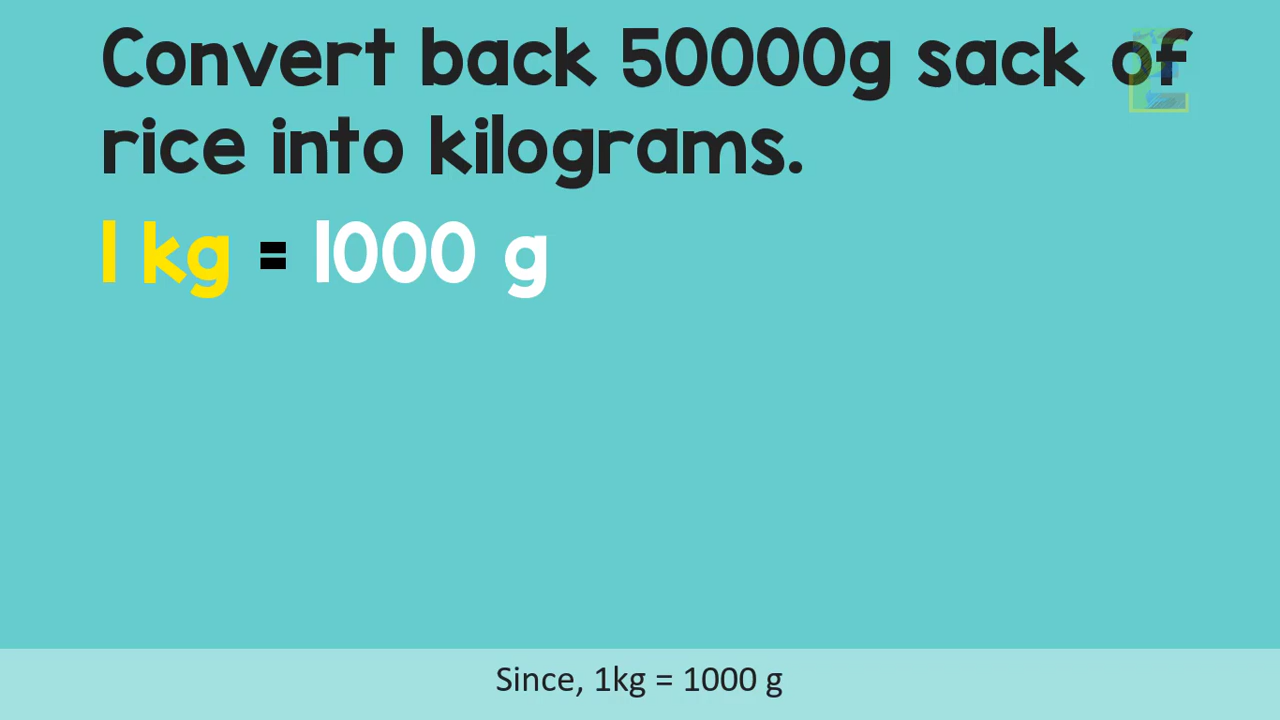 Convert back 50000g sack of
rice into kilograms.
1 kg = 1000 g
Since, 1kg = 1000 g